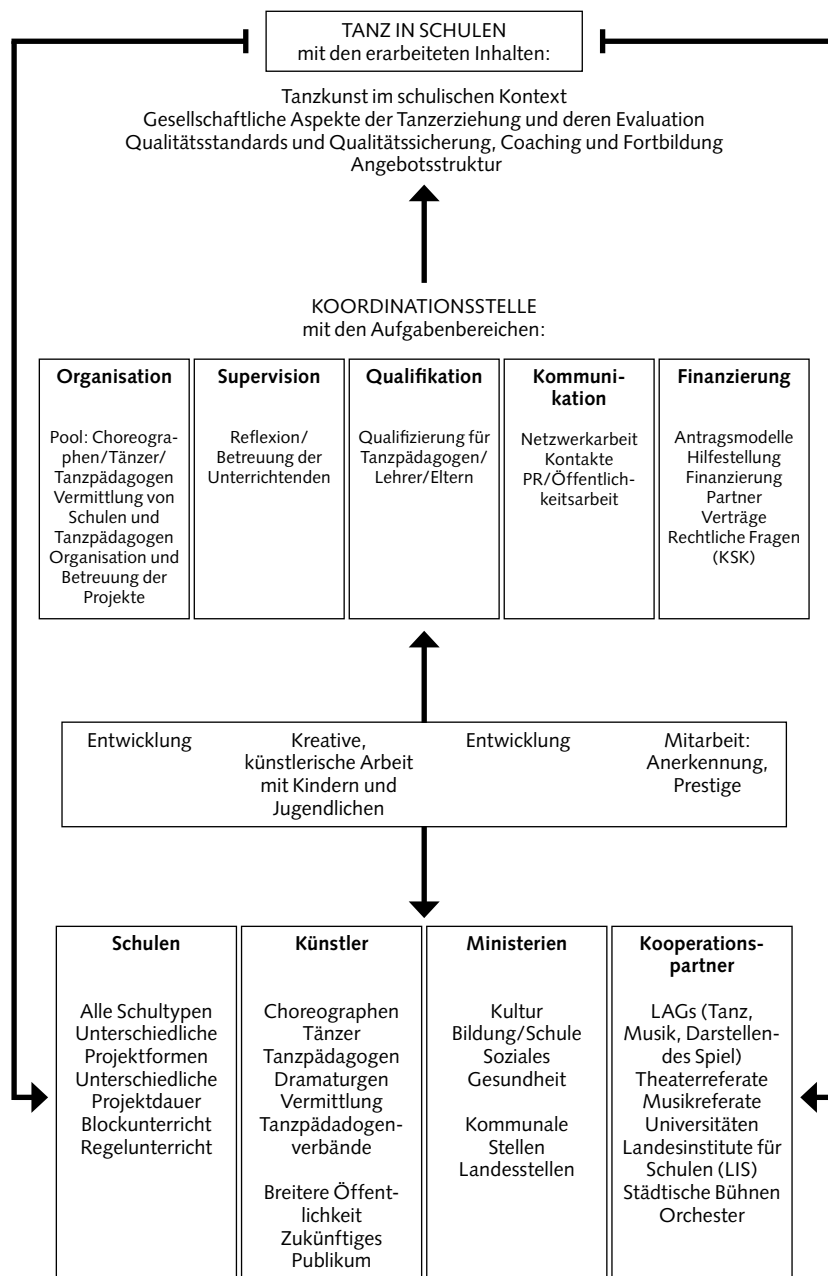 TANZ IN SCHULEN
mit den erarbeiteten Inhalten:
Tanzkunst im schulischen Kontext
Gesellschaftliche Aspekte der Tanzerziehung und deren Evaluation
Qualitätsstandards und Qualitätssicherung, Coaching und Fortbildung
Angebotsstruktur
KOORDINATIONSSTELLE
mit den Aufgabenbereichen:
Organisation
Pool: Choreogra-
phen/Tänzer/
Tanzpädagogen
Vermittlung von
Schulen und
Tanzpädagogen
Organisation und
Betreuung der
Projekte
Supervision
Reflexion/
Betreuung der
Unterrichtenden
Qualifikation
Qualifizierung für
Tanzpädagogen/
Lehrer/Eltern
Kommuni-
kation
Netzwerkarbeit
Kontakte
PR/Öffentlich-
keitsarbeit
Finanzierung
Antragsmodelle
Hilfestellung
Finanzierung
Partner
Verträge
Rechtliche Fragen
(KSK)
Entwicklung
Kreative,
künstlerische Arbeit
mit Kindern und
Jugendlichen
Entwicklung
Mitarbeit:
Anerkennung,
Prestige
Schulen
Alle Schultypen
Unterschiedliche
Projektformen
Unterschiedliche
Projektdauer
Blockunterricht
Regelunterricht
Künstler
Choreographen
Tänzer
Tanzpädagogen
Dramaturgen
Vermittlung
Tanzpädadogen-
verbände
Breitere Öffent-
lichkeit
Zukünftiges
Publikum
Ministerien
Kultur
Bildung/Schule
Soziales
Gesundheit
Kommunale
Stellen
Landesstellen
Kooperations-
partner
LAGs (Tanz,
Musik, Darstellen-
des Spiel)
Theaterreferate
Musikreferate
Universitäten
Landesinstitute für
Schulen (LIS)
Städtische Bühnen
Orchester